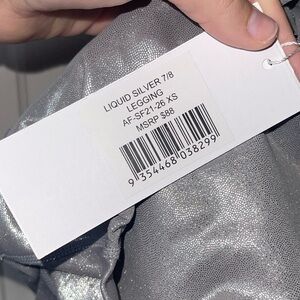 LIQUID SILVER 7/8
LEGGING
AF-SF21-26 XS
MSRP $88
9 354468 038299